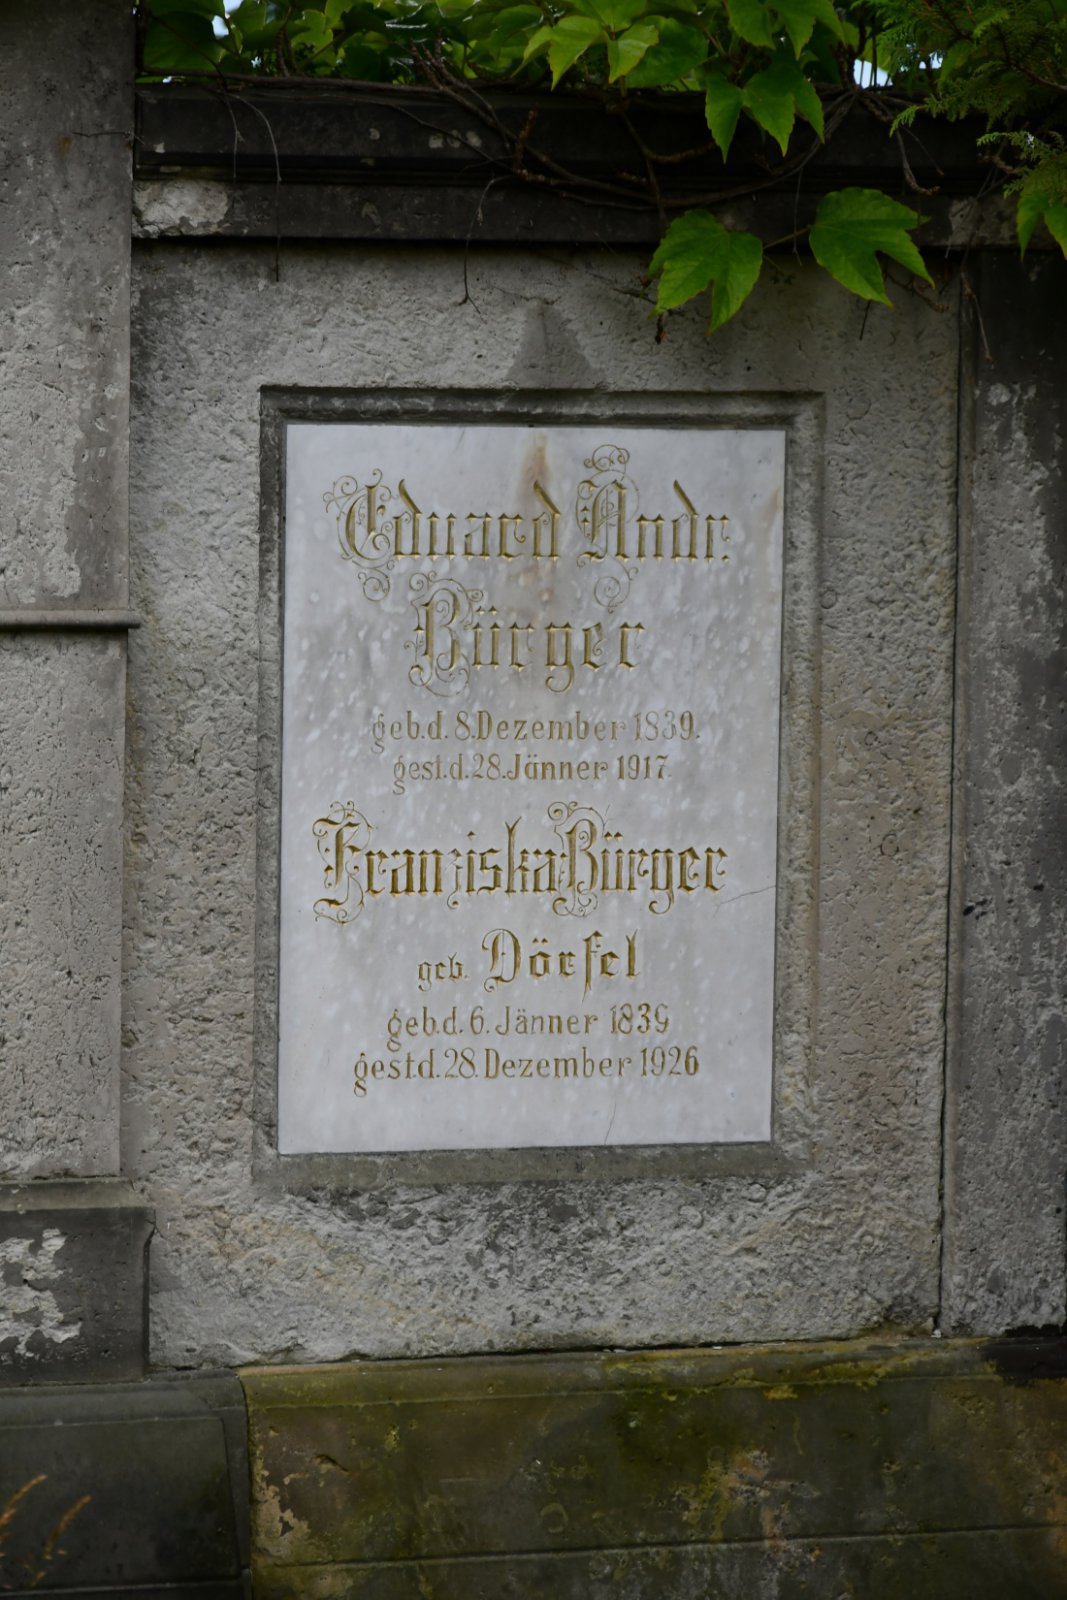 Eduard Andr.
Bürger
geb.d. 8.Dezember 1839.
gest.d. 28.Jänner 1917.
Franziska Bürger
geb. Dörfel
geb.d. 6. Jänner 1839
gest.d. 28. Dezember 1926